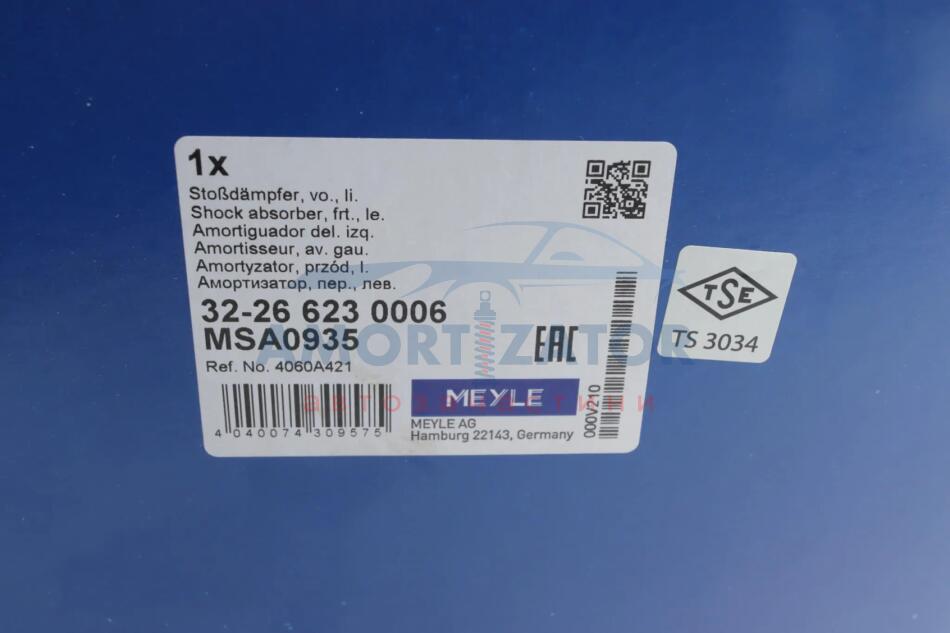 1x
Stoßdämpfer, vo., li.
Shock absorber, frt., le.
Amortiguador del. izq.
Amortisseur, av. gau.
Amortyzator, przód, l.
Амортизатор, пер., лев.
32-26 623 0006
MSA0935
Ref. No. 4060A421
4 040074 309575
EAC
MEYLE
MEYLE AG
Hamburg 22143, Germany
000V210
TSE
TS 3034
AMORTIZATOR
автозапчастини